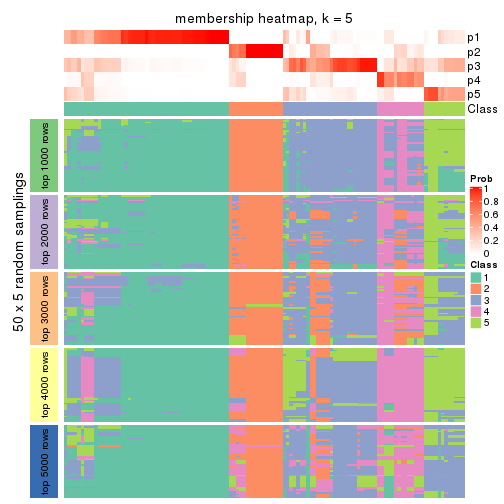 membership heatmap, k = 5
p1
p2
p3
p4
p5
Class
50 x 5 random samplings
top 1000 rows
top 2000 rows
top 3000 rows
top 4000 rows
top 5000 rows
Prob
1
0.8
0.6
0.4
0.2
0
Class
1
2
3
4
5